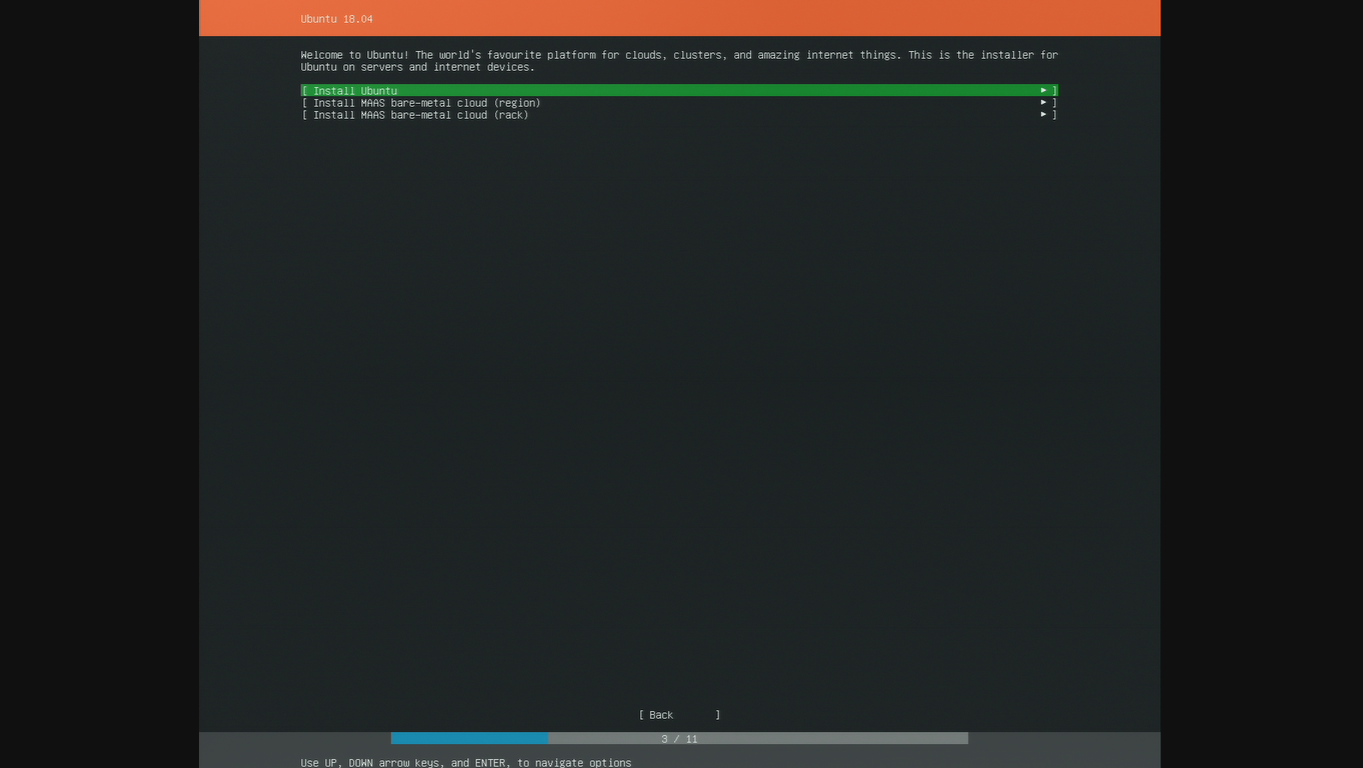 Ubuntu 18.04
Welcome to Ubuntu! The world's favourite platform for clouds, clusters, and amazing internet things. This is the installer for
Ubuntu on servers and internet devices.
[ Install Ubuntu ► ]
[ Install MAAS bare-metal cloud (region) ► ]
[ Install MAAS bare-metal cloud (rack) ► ]
[ Back ]
3 / 11
Use UP, DOWN arrow keys, and ENTER, to navigate options